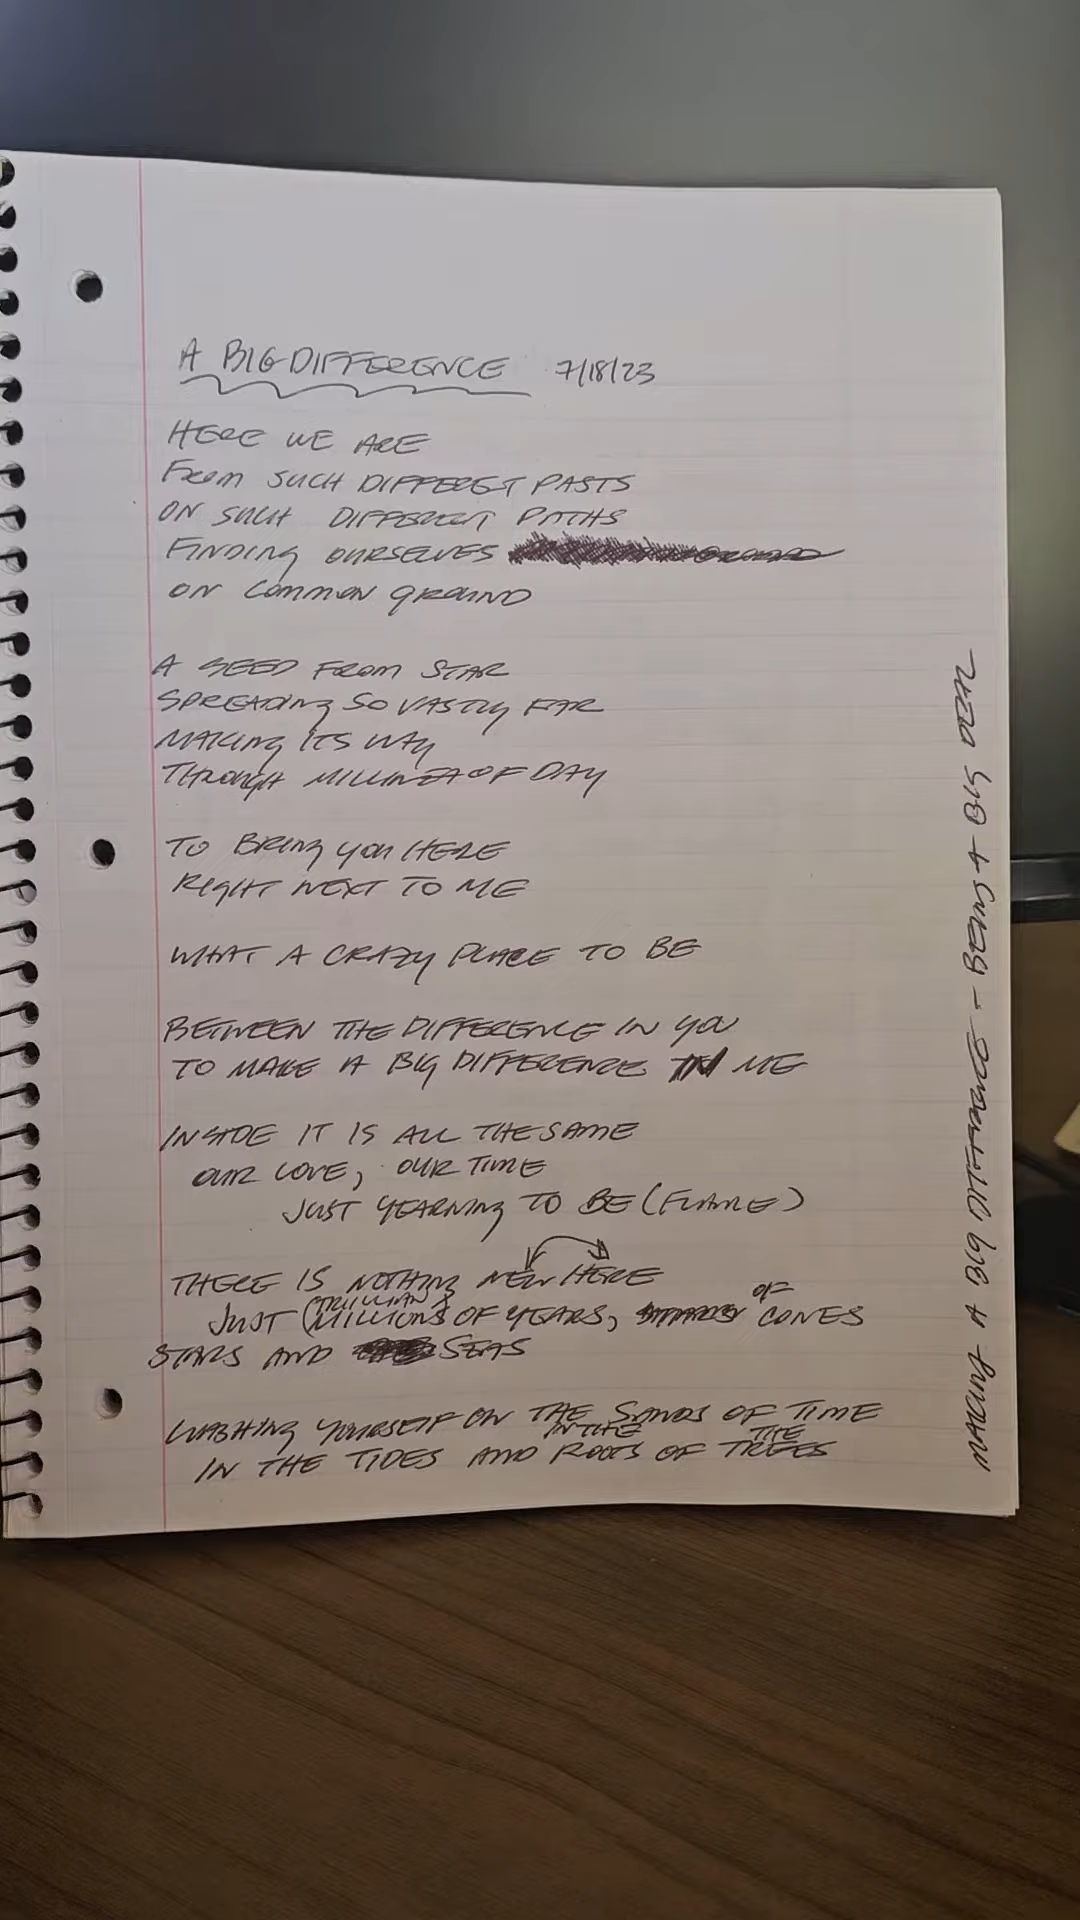 A BIG DIFFERENCE 7/18/23
HERE WE ARE
FROM SUCH DIFFERENT PASTS
ON SUCH DIFFERENT PATHS
FINDING OURSELVES
ON COMMON GROUND
A SEED FROM STAR
SPREADING SO VASTLY FAR
MAKING ITS WAY
THROUGH MILLINEA OF DAY
TO BRING YOU HERE
RIGHT NEXT TO ME
WHAT A CRAZY PLACE TO BE
BETWEEN THE DIFFERENCE IN YOU
TO MAKE A BIG DIFFERENCE IN ME
INSIDE IT IS ALL THE SAME
OUR LOVE, OUR TIME
JUST YEARNING TO BE (FLAME)
THERE IS NOTHING NEW HERE
(TRILLIANS) OF
JUST MILLIONS OF YEARS, CONES
STARS AND SEAS
WASHING YOURSELF ON THE SANDS OF TIME
IN THE THE
IN THE TIDES AND ROOTS OF TREES
MAKING A BIG DIFFERENCE - BEING A BIG DEAL